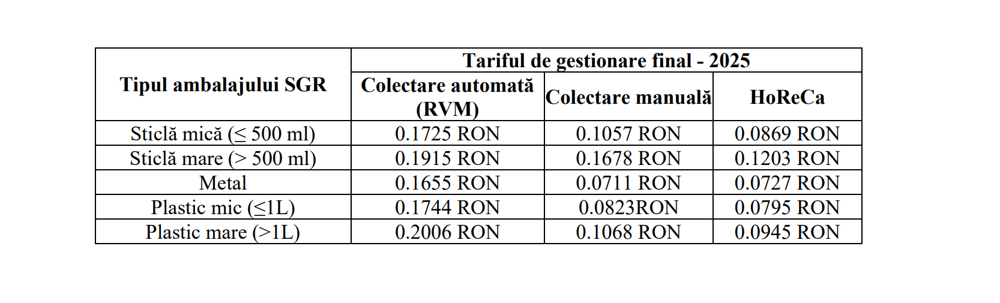 Tipul ambalajului SGR
Tariful de gestionare final - 2025
Colectare automată
(RVM)
Colectare manuală
HoReCa
Sticlă mică (≤ 500 ml) 0.1725 RON 0.1057 RON 0.0869 RON
Sticlă mare (> 500 ml) 0.1915 RON 0.1678 RON 0.1203 RON
Metal 0.1655 RON 0.0711 RON 0.0727 RON
Plastic mic (≤1L) 0.1744 RON 0.0823RON 0.0795 RON
Plastic mare (>1L) 0.2006 RON 0.1068 RON 0.0945 RON